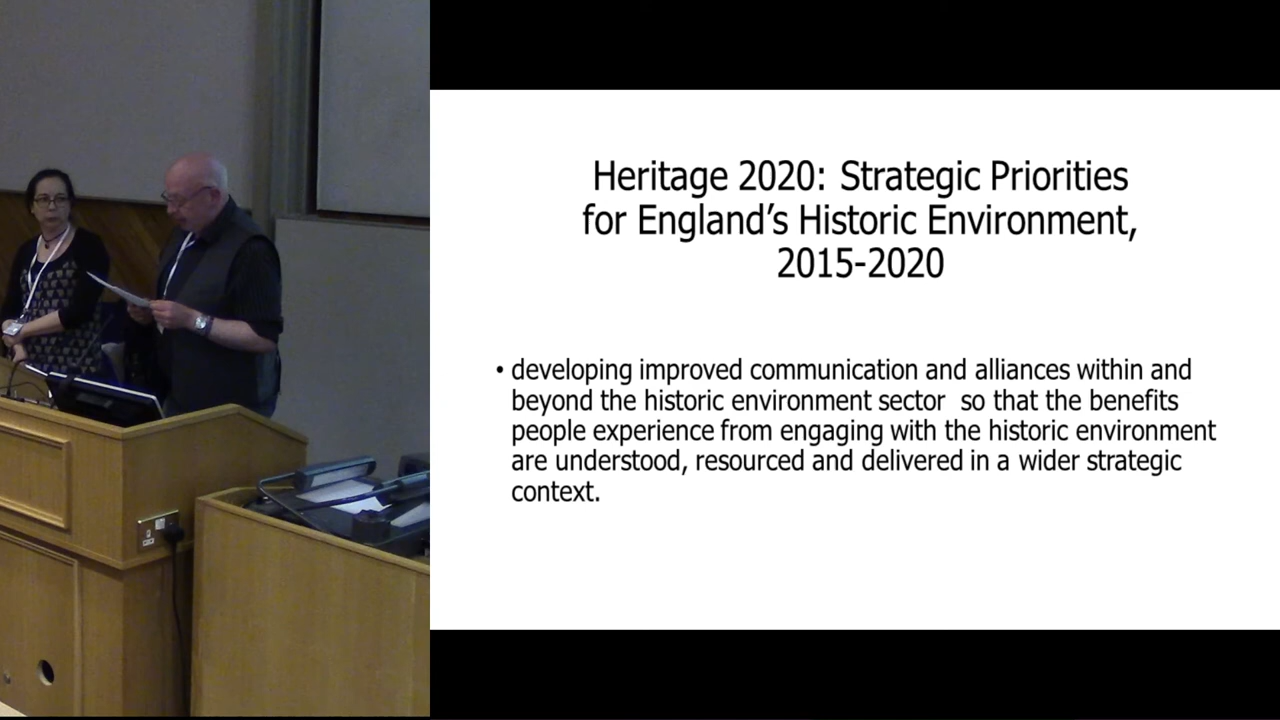 Heritage 2020: Strategic Priorities
for England's Historic Environment,
2015-2020
• developing improved communication and alliances within and
beyond the historic environment sector so that the benefits
people experience from engaging with the historic environment
are understood, resourced and delivered in a wider strategic
context.